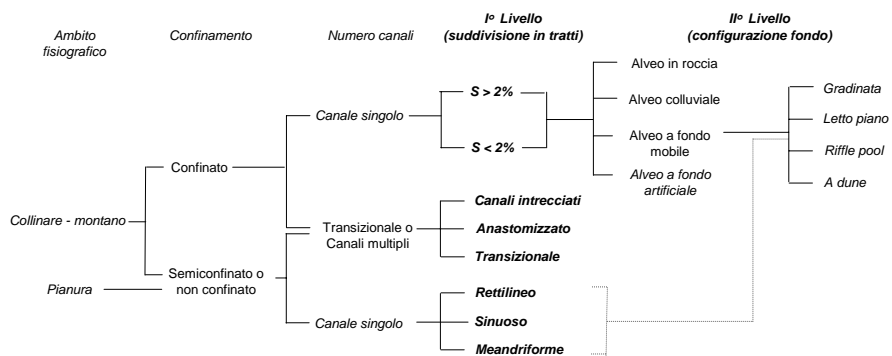 Ambito
fisiografico
Confinamento
Numero canali
Iº Livello
(suddivisione in tratti)
IIº Livello
(configurazione fondo)
Collinare - montano
Pianura
Confinato
Semiconfinato o
non confinato
Canale singolo
Transizionale o
Canali multipli
Canale singolo
S > 2%
S < 2%
Canali intrecciati
Anastomizzato
Transizionale
Rettilineo
Sinuoso
Meandriforme
Alveo in roccia
Alveo colluviale
Alveo a fondo
mobile
Alveo a fondo
artificiale
Gradinata
Letto piano
Riffle pool
A dune